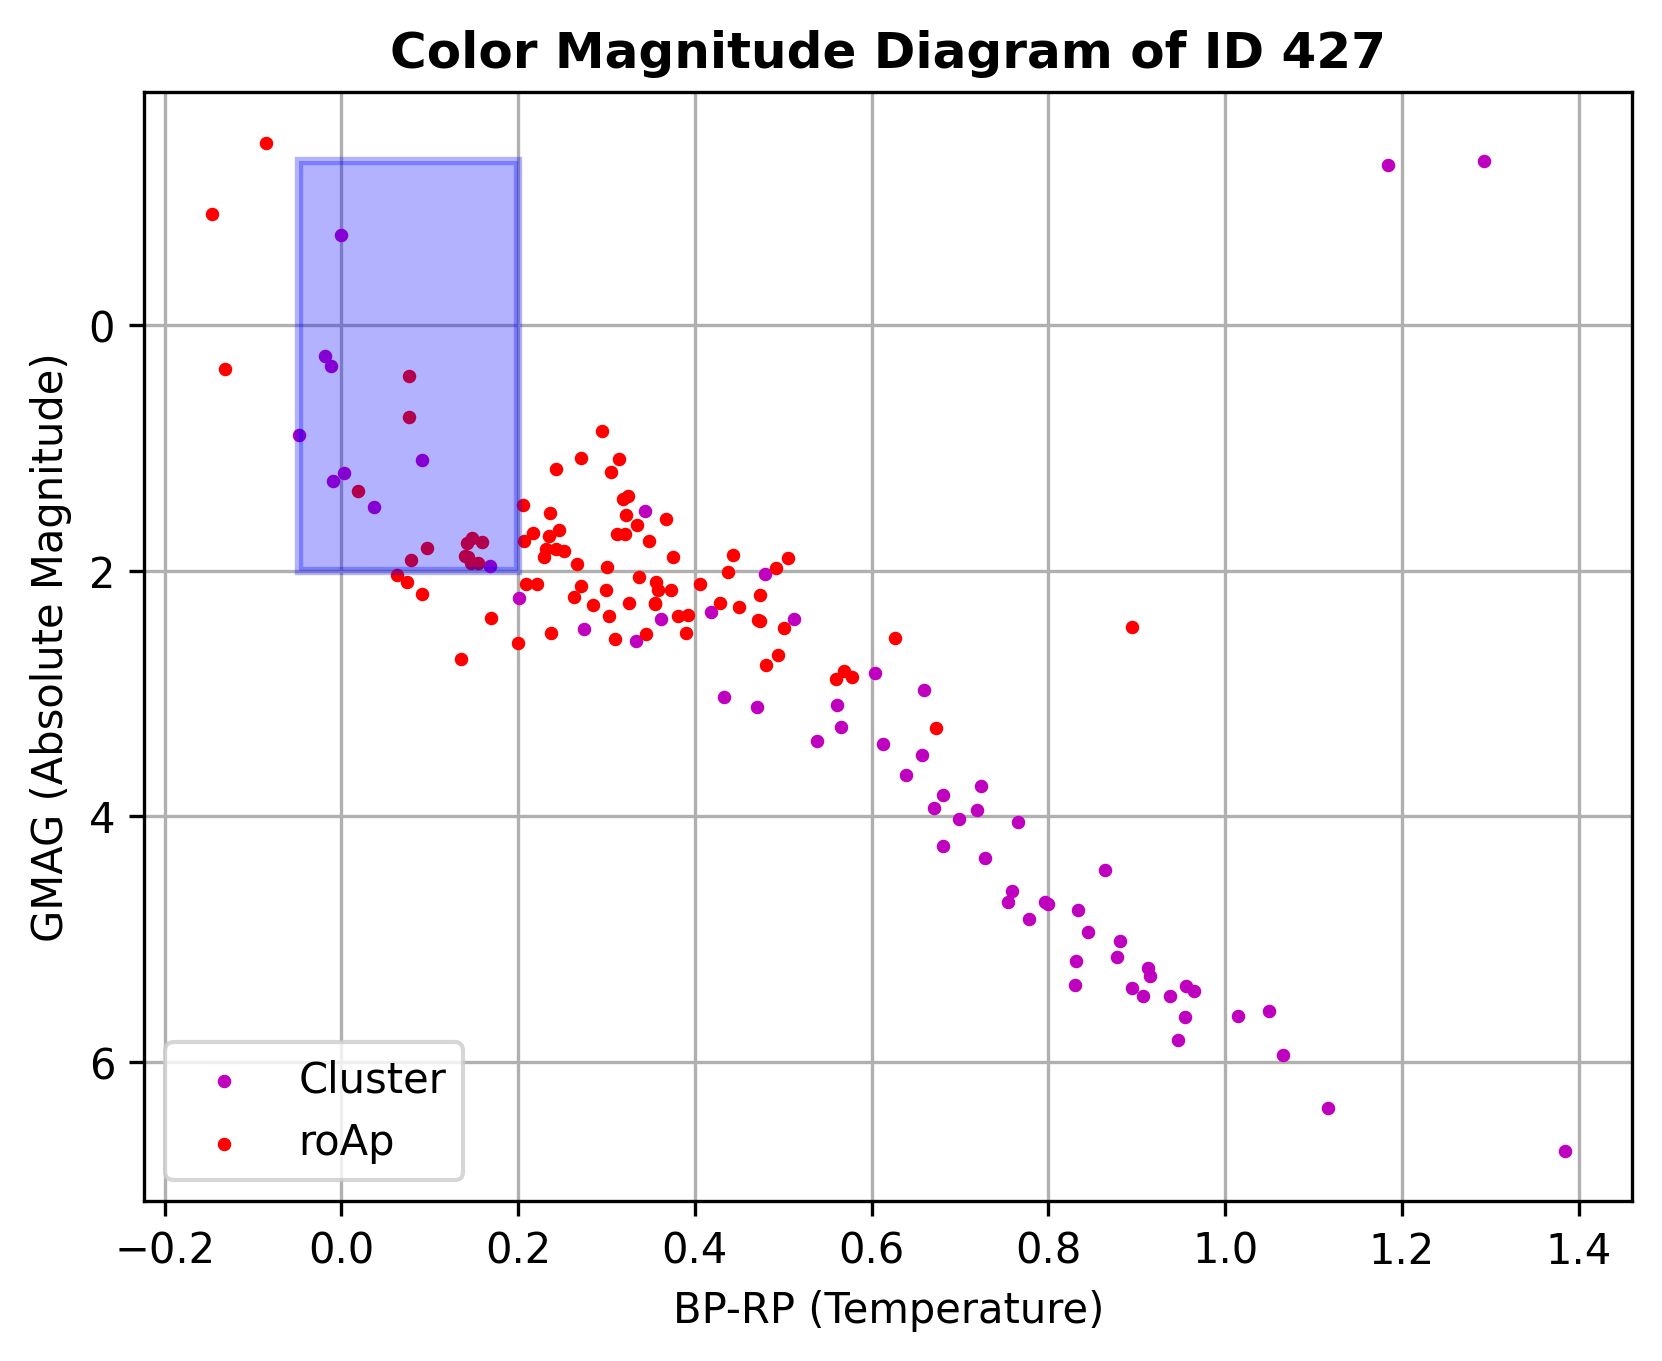 Color Magnitude Diagram of ID 427
GMAG (Absolute Magnitude)
0
2
4
6
Cluster
roAp
−0.2 0.0 0.2 0.4 0.6 0.8 1.0 1.2 1.4
BP-RP (Temperature)